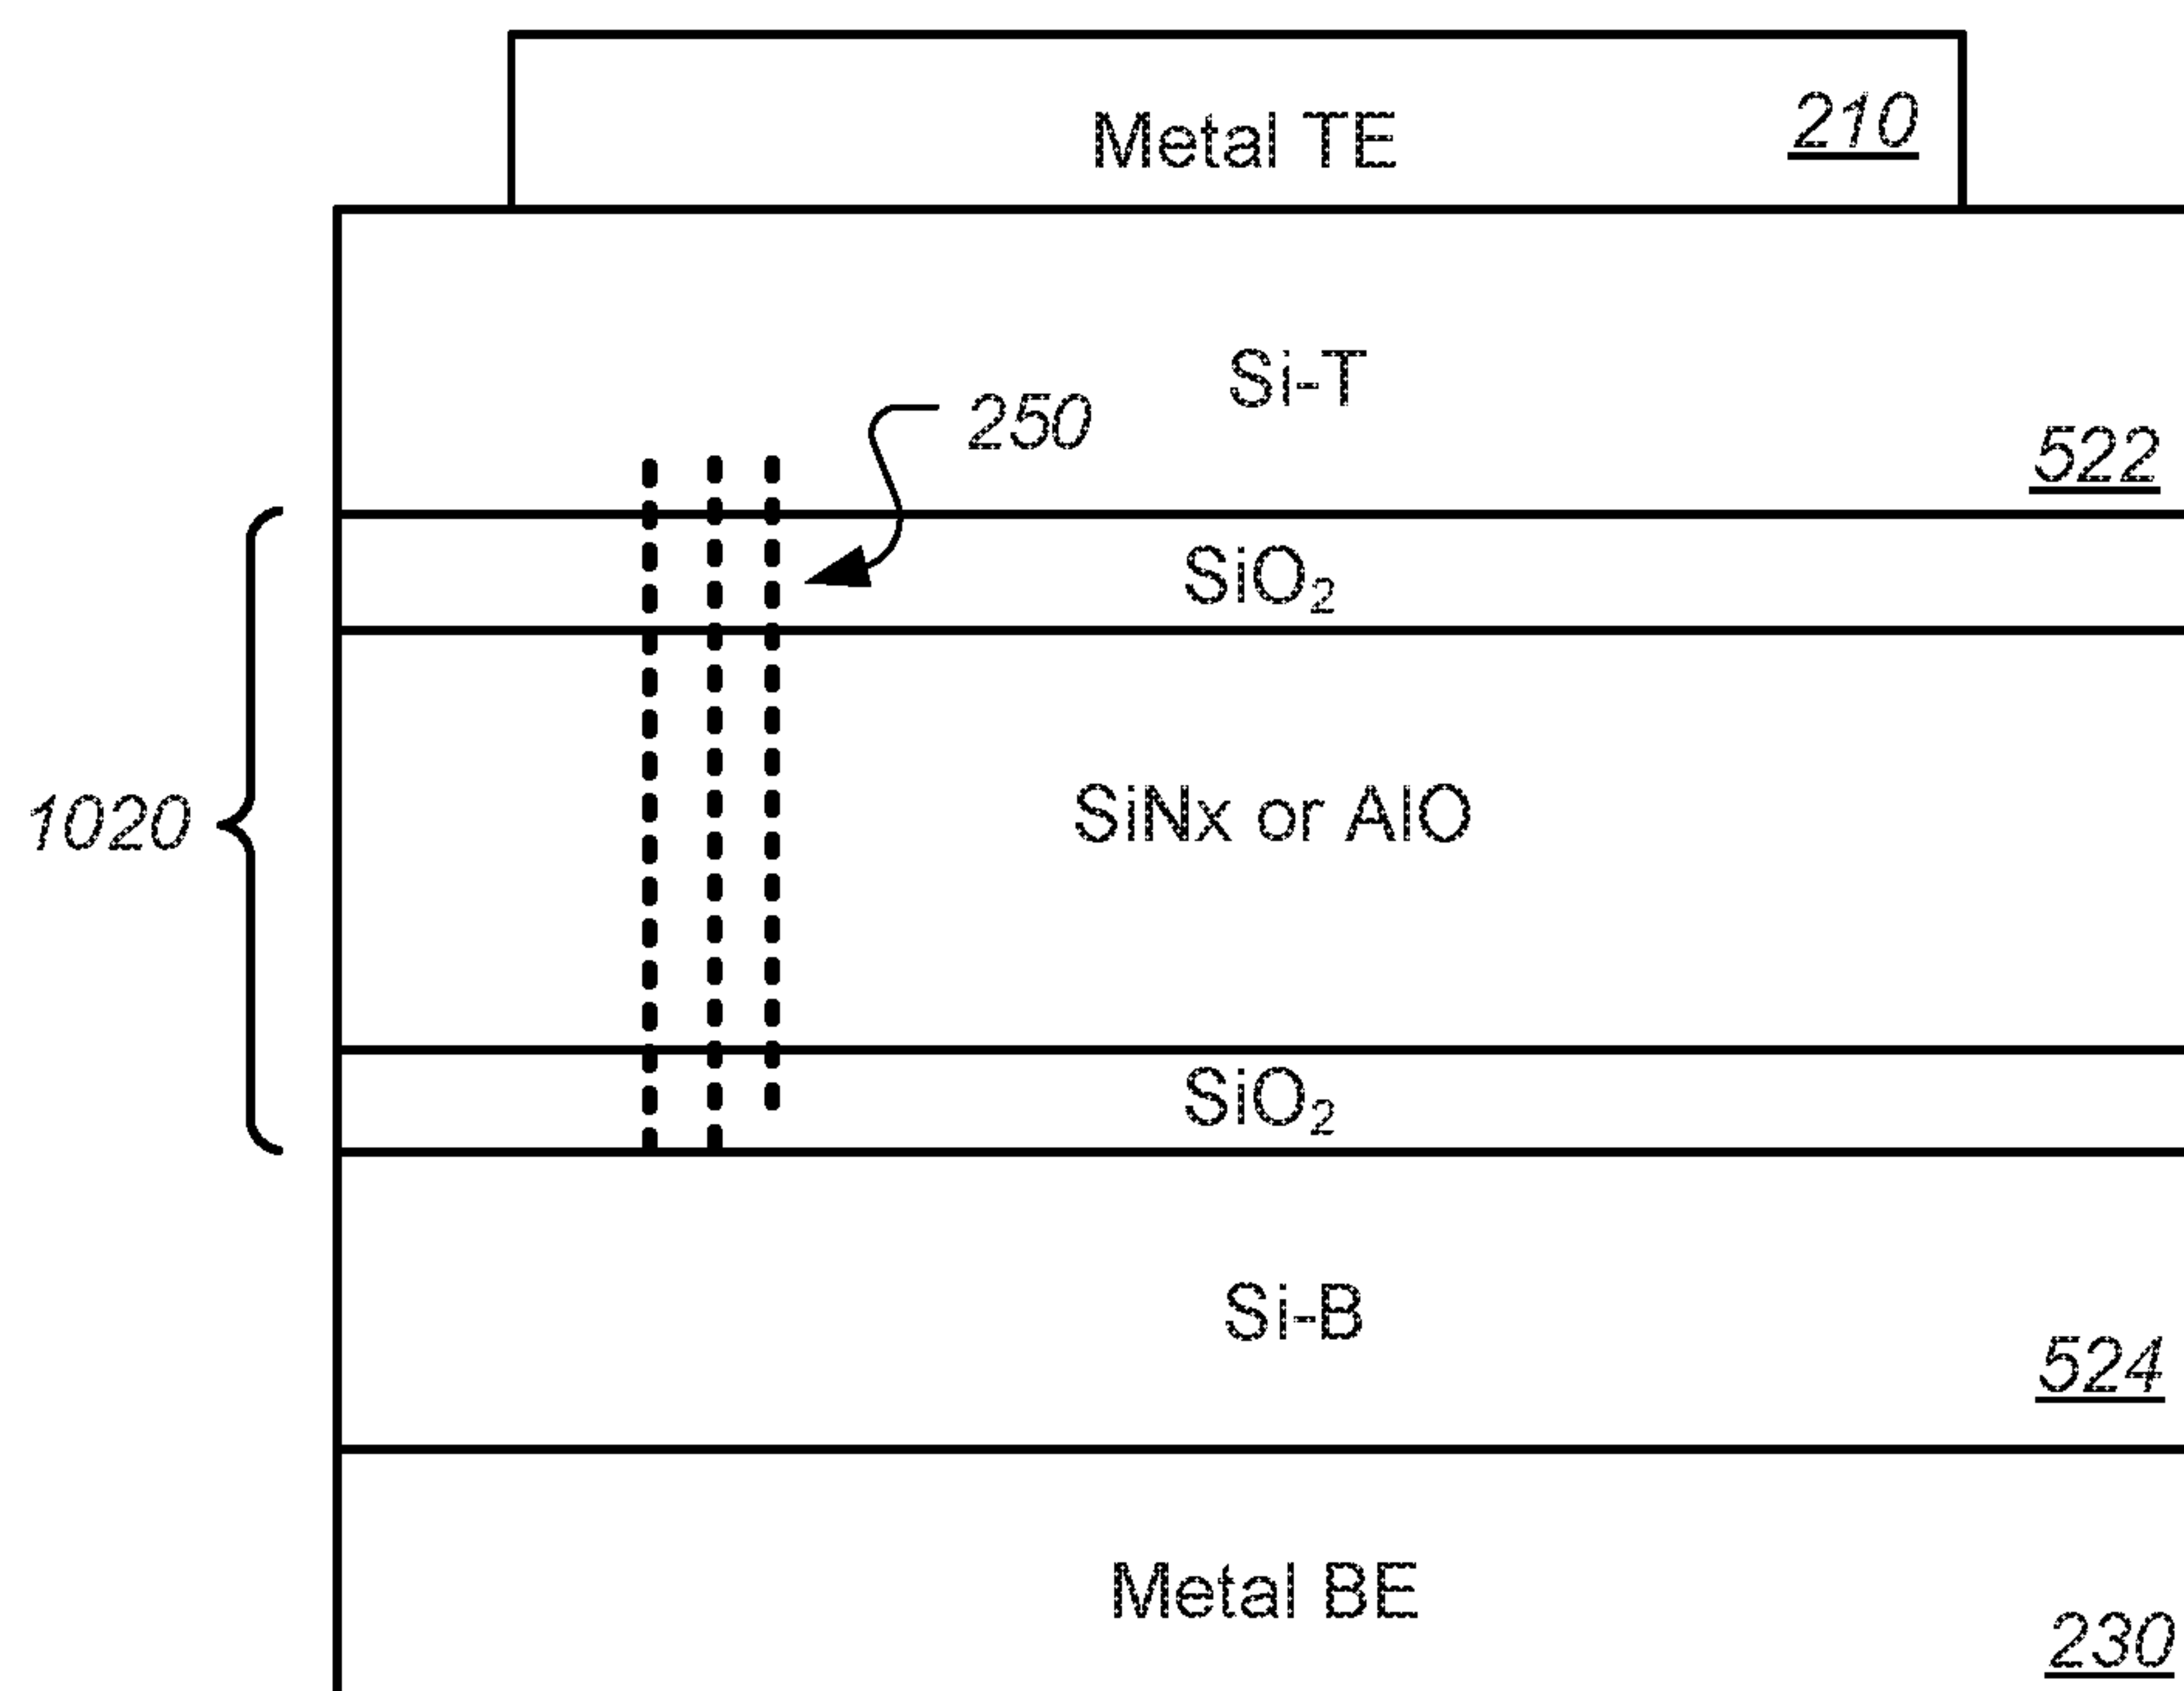 Metal TE 210
Si-T
250
522
SiO₂
1020
SiNx or AlO
SiO₂
Si-B
524
Metal BE
230